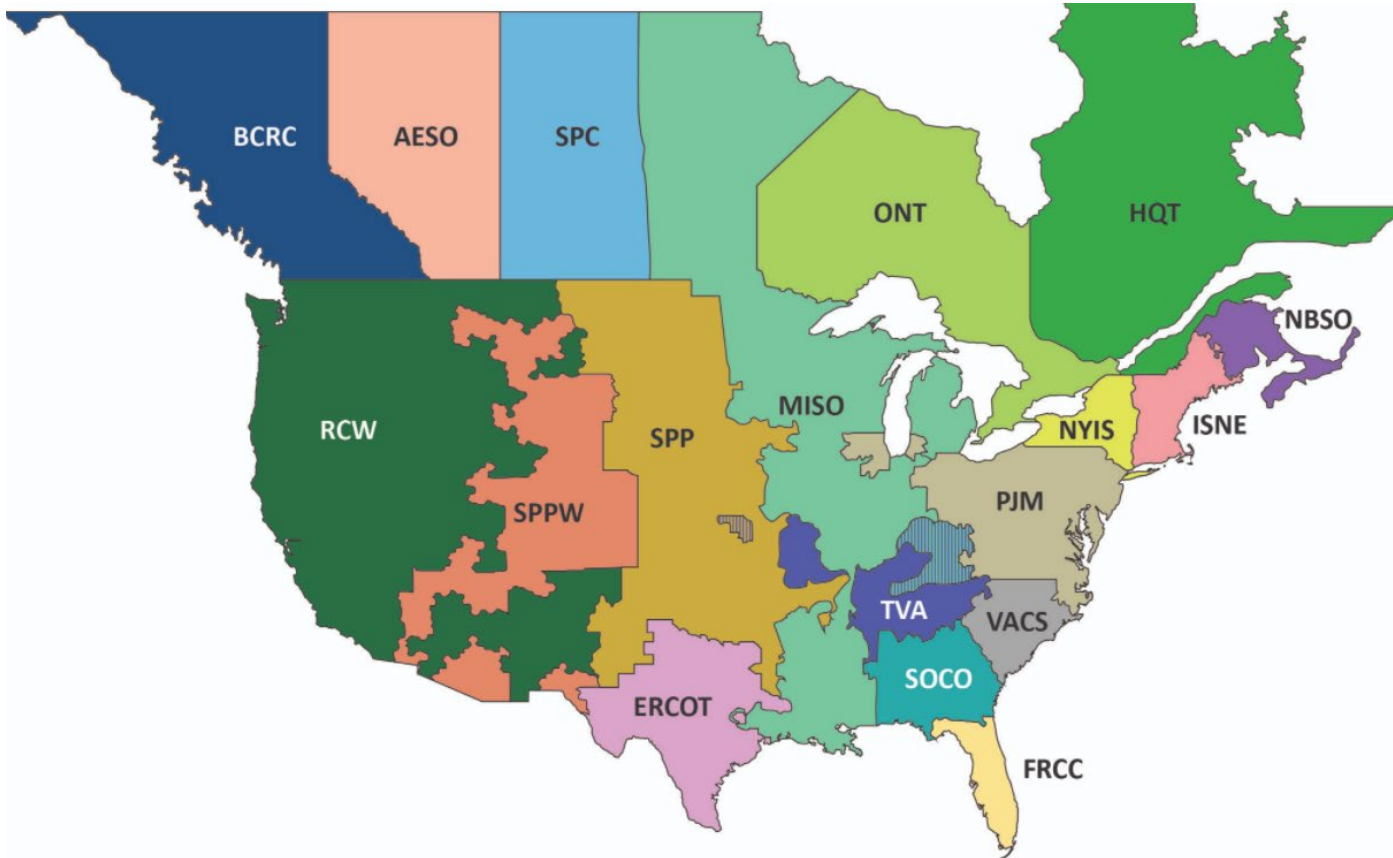 BCRC
AESO
SPC
ONT
HQT
NBSO
RCW
SPP
MISO
NYIS
ISNE
SPPW
PJM
TVA
VACS
SOCO
ERCOT
FRCC